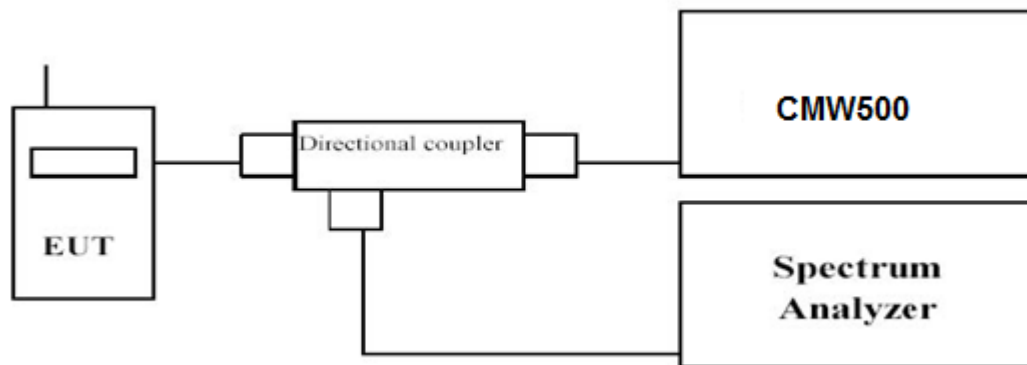 EUT
Directional coupler
CMW500
Spectrum
Analyzer